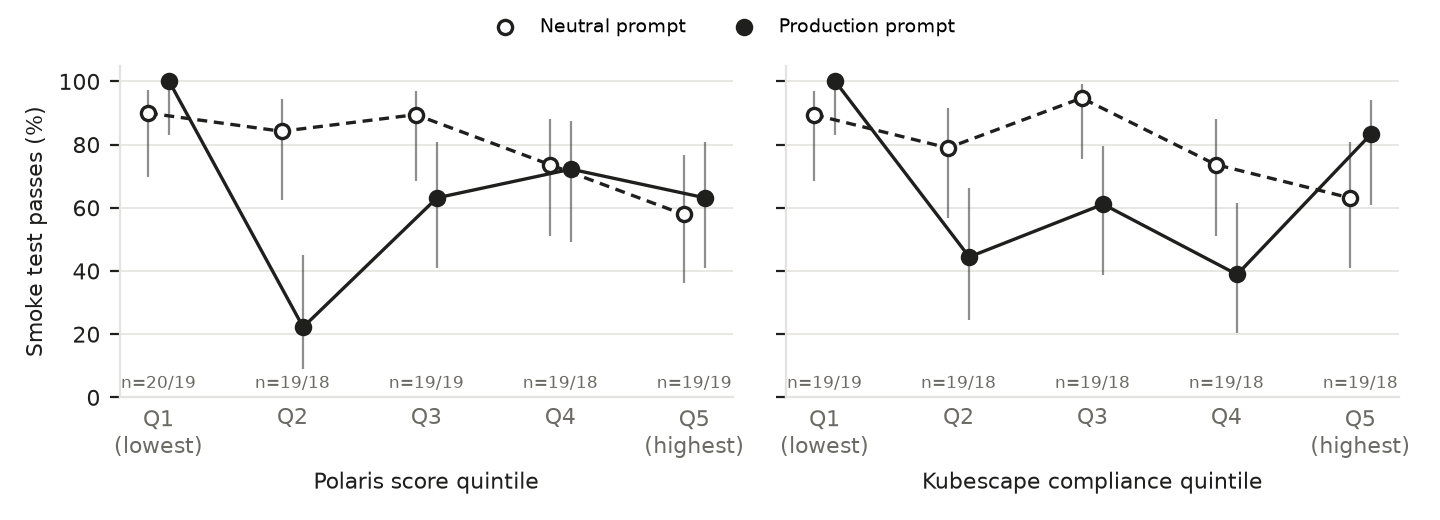 Neutral prompt
Production prompt
Smoke test passes (%)
100
80
60
40
20
0
n=20/19
n=19/18
n=19/19
n=19/18
n=19/19
Q1
(lowest)
Q2
Q3
Q4
Q5
(highest)
Polaris score quintile
n=19/19
n=19/18
n=19/18
n=19/18
n=19/18
Q1
(lowest)
Q2
Q3
Q4
Q5
(highest)
Kubescape compliance quintile